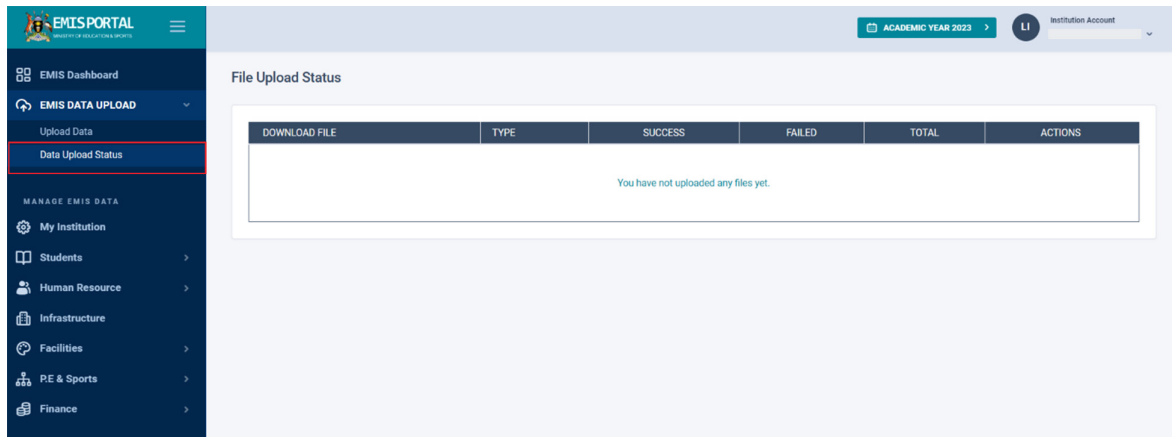 EMIS PORTAL
MINISTRY OF EDUCATION & SPORTS
ACADEMIC YEAR 2023
LI
Institution Account
EMIS Dashboard
EMIS DATA UPLOAD
Upload Data
Data Upload Status
MANAGE EMIS DATA
My Institution
Students
Human Resource
Infrastructure
Facilities
P.E & Sports
Finance
File Upload Status
DOWNLOAD FILE TYPE SUCCESS FAILED TOTAL ACTIONS
You have not uploaded any files yet.